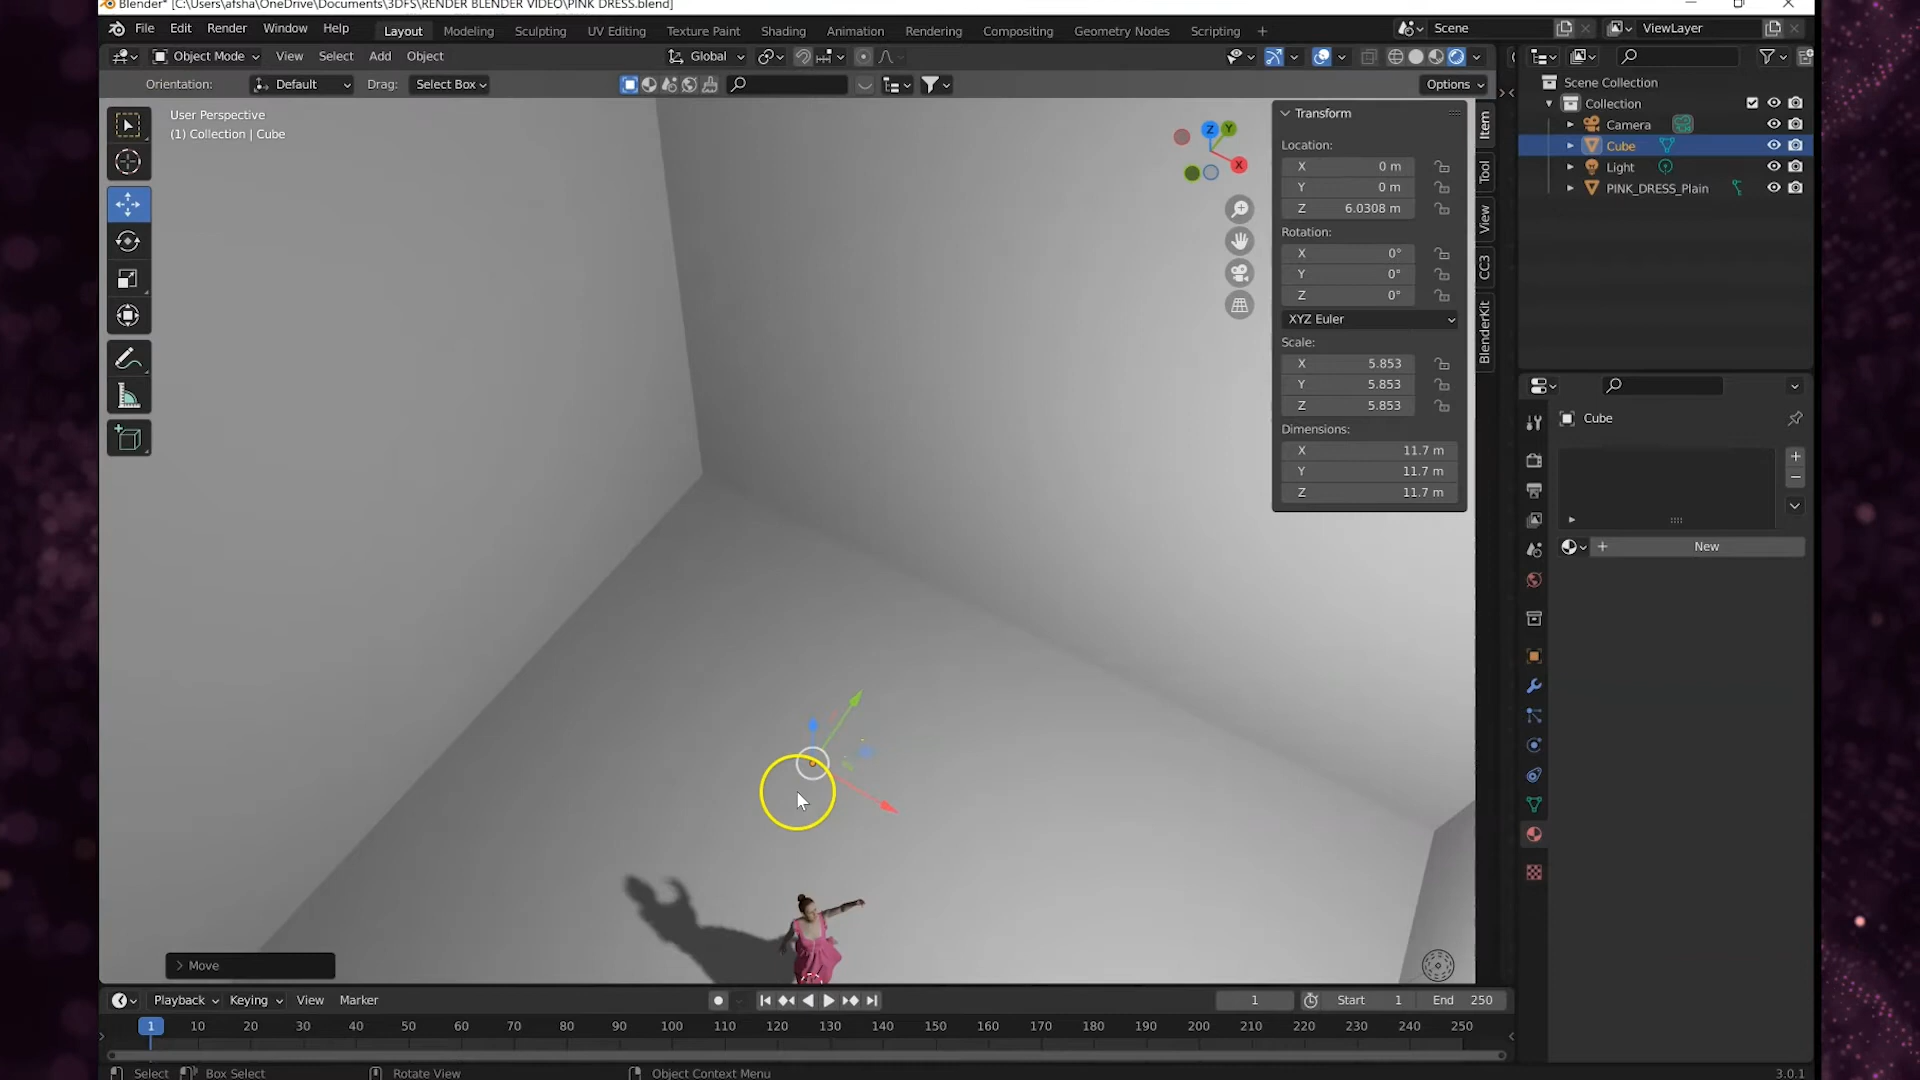 Blender* [C:\Users\afsha\OneDrive\Documents\3DFS\RENDER BLENDER VIDEO\PINK DRESS.blend]
File Edit Render Window Help Layout Modeling Sculpting UV Editing Texture Paint Shading Animation Rendering Compositing Geometry Nodes Scripting + Scene ViewLayer
Object Mode View Select Add Object Global
Orientation: Default Drag: Select Box Options
User Perspective
(1) Collection | Cube
Z Y
X
Transform
Location:
X 0 m
Y 0 m
Z 6.0308 m
Rotation:
X 0°
Y 0°
Z 0°
XYZ Euler
Scale:
X 5.853
Y 5.853
Z 5.853
Dimensions:
X 11.7 m
Y 11.7 m
Z 11.7 m
Item
Tool
View
CC3
BlenderKit
Scene Collection
Collection
Camera
Cube
Light
PINK_DRESS_Plain
Cube
New
Move
Playback Keying View Marker 1 Start 1 End 250
1 10 20 30 40 50 60 70 80 90 100 110 120 130 140 150 160 170 180 190 200 210 220 230 240 250
Select Box Select Rotate View Object Context Menu 3.0.1